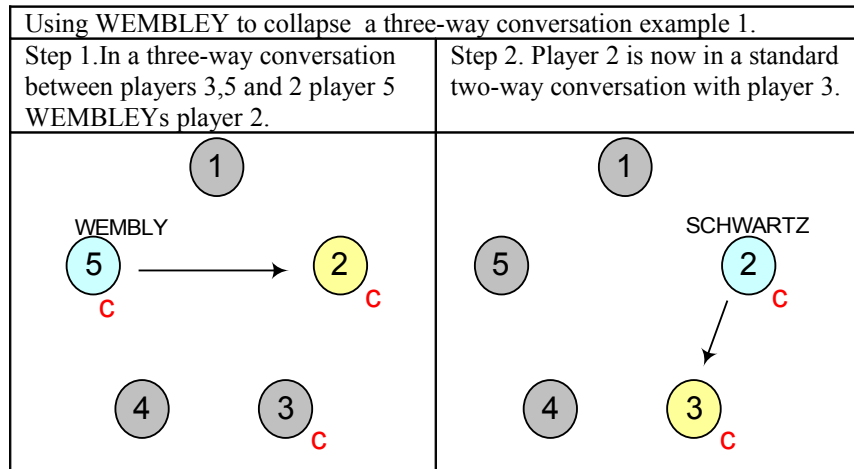 Using WEMBLEY to collapse a three-way conversation example 1.
Step 1.In a three-way conversation
between players 3,5 and 2 player 5
WEMBLEYs player 2.
Step 2. Player 2 is now in a standard
two-way conversation with player 3.
1
WEMBLY
5
C
2
C
4
3
C
1
SCHWARTZ
5
2
C
4
3
C